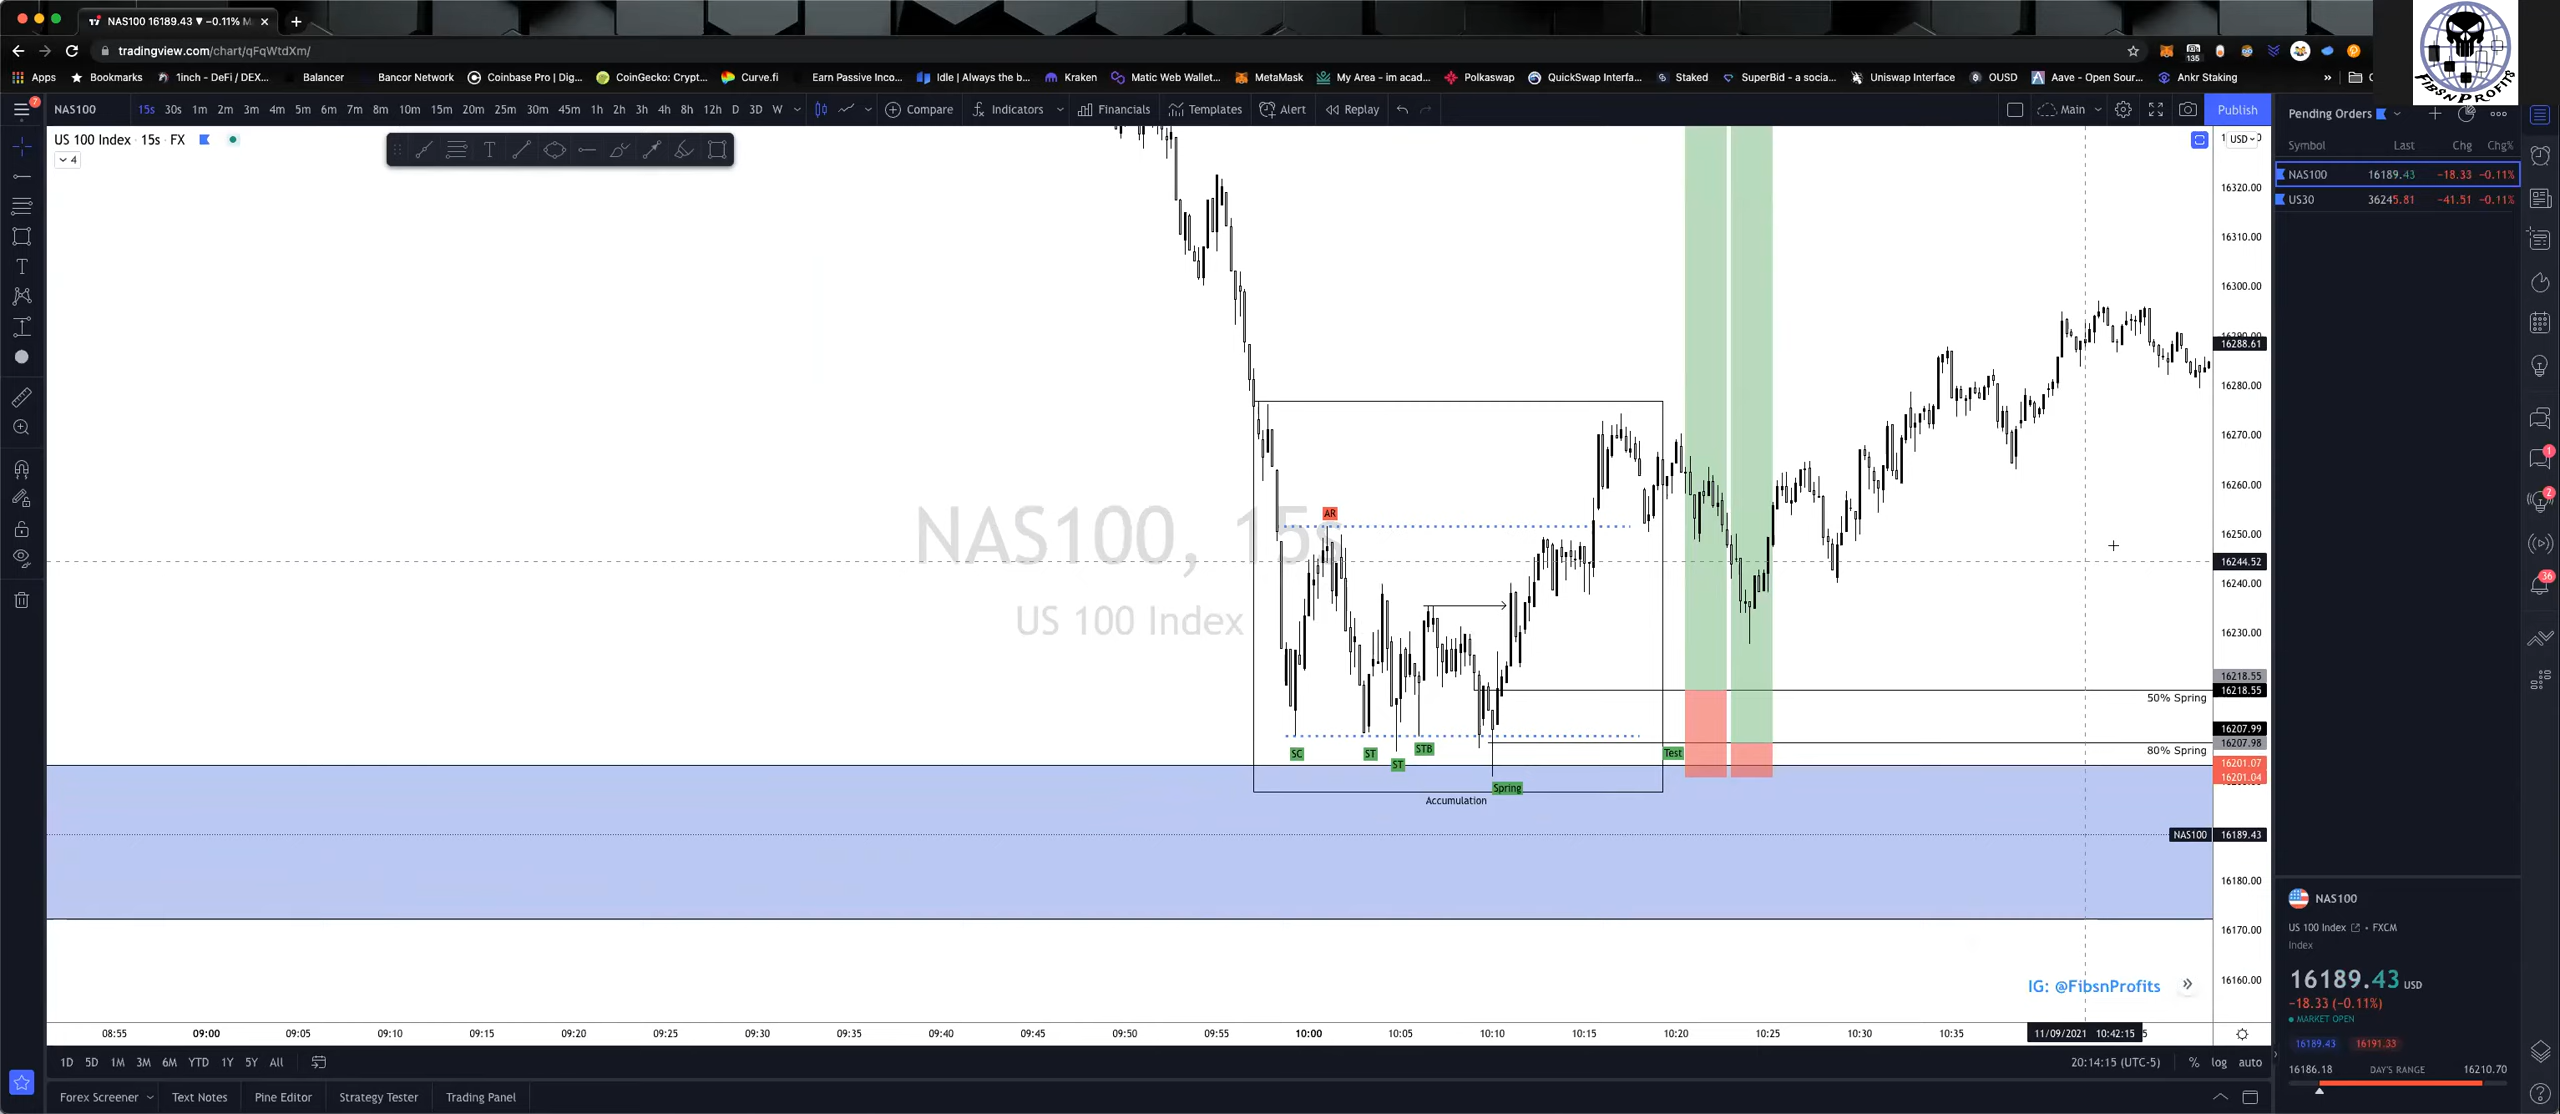 NAS100 16189.43 ▼ −0.11% M
tradingview.com/chart/qFqWtdXm/
Apps Bookmarks 1inch - DeFi / DEX... Balancer Bancor Network Coinbase Pro | Dig... CoinGecko: Crypt... Curve.fi Earn Passive Inco... Idle | Always the b... Kraken Matic Web Wallet... MetaMask My Area - im acad... Polkaswap QuickSwap Interfa... Staked SuperBid - a socia... Uniswap Interface OUSD Aave - Open Sour... Ankr Staking »
135
FIBSNPROFITS
NAS100 15s 30s 1m 2m 3m 4m 5m 6m 7m 8m 10m 15m 20m 25m 30m 45m 1h 2h 3h 4h 8h 12h D 3D W Compare Indicators Financials Templates Alert Replay Main Publish
Pending Orders
US 100 Index · 15s · FX
4
USD
Symbol Last Chg Chg%
NAS100 16189.43 −18.33 −0.11%
US30 36245.81 −41.51 −0.11%
16320.00
16310.00
16300.00
16288.61
16280.00
16270.00
16260.00
16250.00
16244.52
16240.00
16230.00
16218.55
16218.55
16207.99
16207.98
16201.07
16201.04
NAS100 16189.43
16180.00
16170.00
16160.00
NAS100, 15s
US 100 Index
AR
50% Spring
80% Spring
SC
ST
ST
STB
Test
Spring
Accumulation
IG: @FibsnProfits
08:55 09:00 09:05 09:10 09:15 09:20 09:25 09:30 09:35 09:40 09:45 09:50 09:55 10:00 10:05 10:10 10:15 10:20 10:25 10:30 10:35 11/09/2021 10:42:15
1D 5D 1M 3M 6M YTD 1Y 5Y All
20:14:15 (UTC-5) % log auto
Forex Screener Text Notes Pine Editor Strategy Tester Trading Panel
NAS100
US 100 Index • FXCM
Index
16189.43 USD
−18.33 (−0.11%)
MARKET OPEN
16189.43 16191.33
16186.18 DAY'S RANGE 16210.70
7
1
2
36